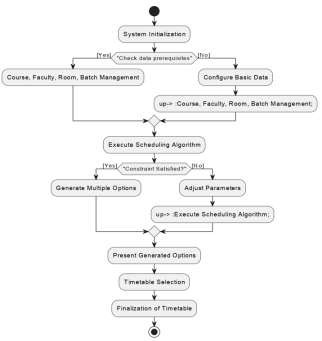 System Initialization
[Yes] "Check data prerequisites" [No]
Course, Faculty, Room, Batch Management
Configure Basic Data
up-> :Course, Faculty, Room, Batch Management;
Execute Scheduling Algorithm
[Yes] "Constraint Satisfied?" [No]
Generate Multiple Options
Adjust Parameters
up-> :Execute Scheduling Algorithm;
Present Generated Options
Timetable Selection
Finalization of Timetable